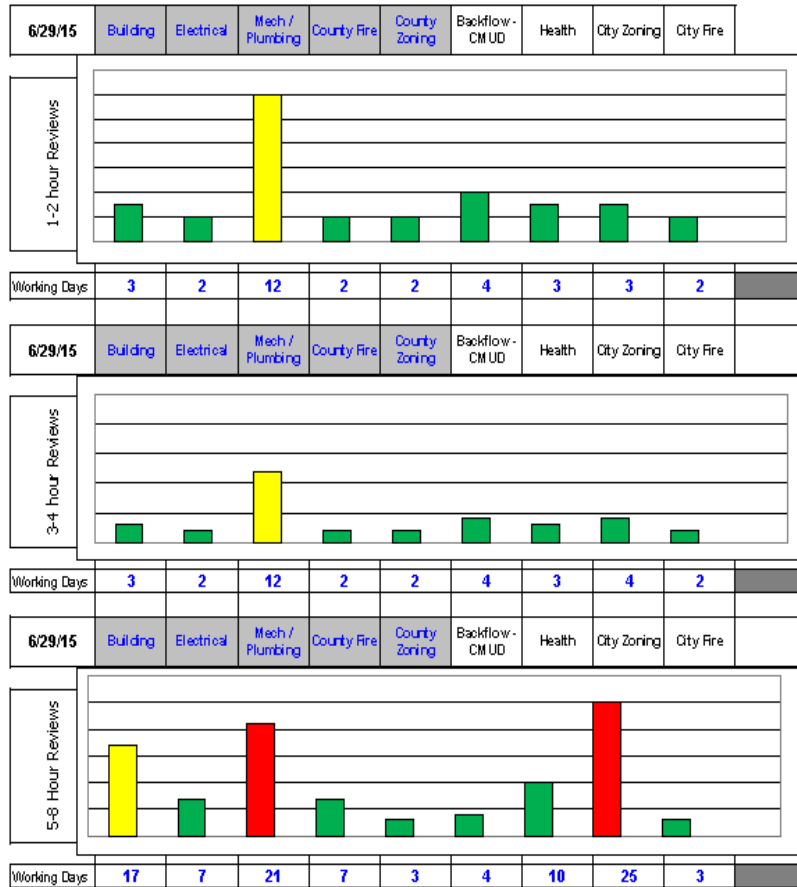 6/29/15 Building Electrical Mech / Plumbing County Fire County Zoning Backflow - CMUD Health City Zoning City Fire
1-2 hour Reviews
Working Days 3 2 12 2 2 4 3 3 2
6/29/15 Building Electrical Mech / Plumbing County Fire County Zoning Backflow - CMUD Health City Zoning City Fire
3-4 hour Reviews
Working Days 3 2 12 2 2 4 3 4 2
6/29/15 Building Electrical Mech / Plumbing County Fire County Zoning Backflow - CMUD Health City Zoning City Fire
5-8 Hour Reviews
Working Days 17 7 21 7 3 4 10 25 3